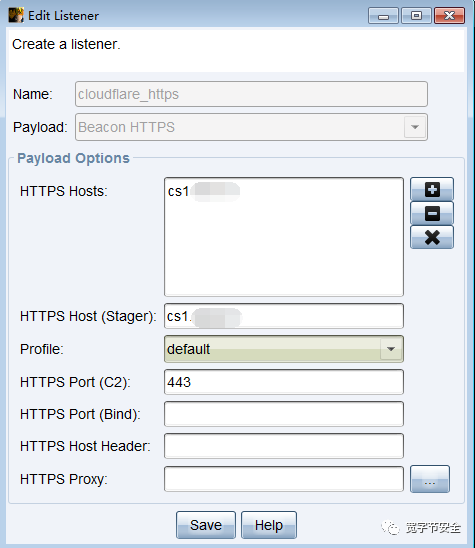 Edit Listener
Create a listener.
Name: cloudflare_https
Payload: Beacon HTTPS
Payload Options
HTTPS Hosts: cs1
HTTPS Host (Stager): cs1.
Profile: default
HTTPS Port (C2): 443
HTTPS Port (Bind):
HTTPS Host Header:
HTTPS Proxy: ...
Save Help
宽字节安全